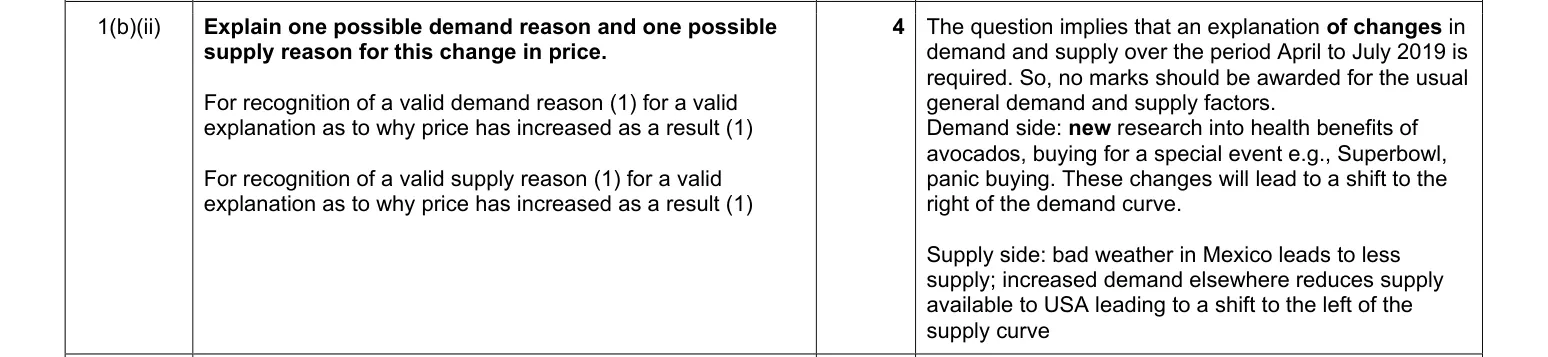 1(b)(ii)
Explain one possible demand reason and one possible
supply reason for this change in price.
For recognition of a valid demand reason (1) for a valid
explanation as to why price has increased as a result (1)
For recognition of a valid supply reason (1) for a valid
explanation as to why price has increased as a result (1)
4
The question implies that an explanation of changes in
demand and supply over the period April to July 2019 is
required. So, no marks should be awarded for the usual
general demand and supply factors.
Demand side: new research into health benefits of
avocados, buying for a special event e.g., Superbowl,
panic buying. These changes will lead to a shift to the
right of the demand curve.
Supply side: bad weather in Mexico leads to less
supply; increased demand elsewhere reduces supply
available to USA leading to a shift to the left of the
supply curve